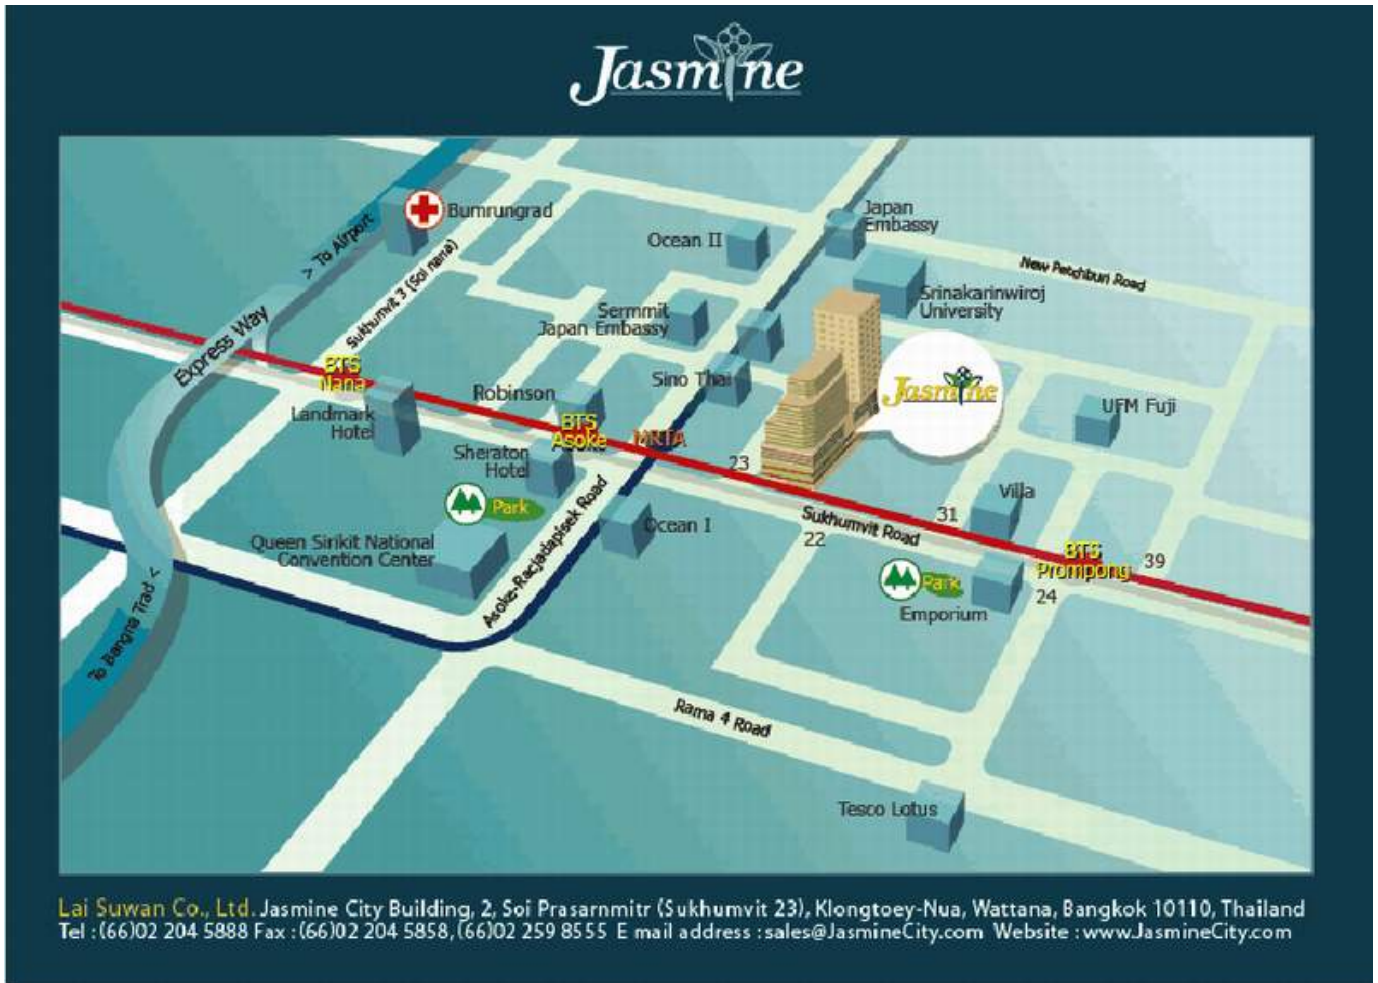 Jasmine
Bumrungrad
> To Airport
Sukhumvit 3 (Soi nana)
Express Way
Ocean II
Japan
Embassy
New Petchburi Road
Srinakarinwiroj
University
Sermmit
Japan Embassy
Sino Thai
Jasmine
UFM Fuji
BTS
Nana
Landmark
Hotel
Robinson
BTS
Asoke
Asoke
MRTA
Sheraton
Hotel
23
Park
Queen Sirikit National
Convention Center
Asoke-Racjadapisek Road
Ocean I
Villa
31
Sukhumvit Road
22
BTS
Prompong
39
Park
24
Emporium
To Bangna Trad <
Rama 4 Road
Tesco Lotus
Lai Suwan Co., Ltd. Jasmine City Building, 2, Soi Prasarnmitr (Sukhumvit 23), Klongtoey-Nua, Wattana, Bangkok 10110, Thailand
Tel :(66)02 204 5888 Fax :(66)02 204 5858,(66)02 259 8555 E mail address :sales@JasmineCity.com Website :www.JasmineCity.com